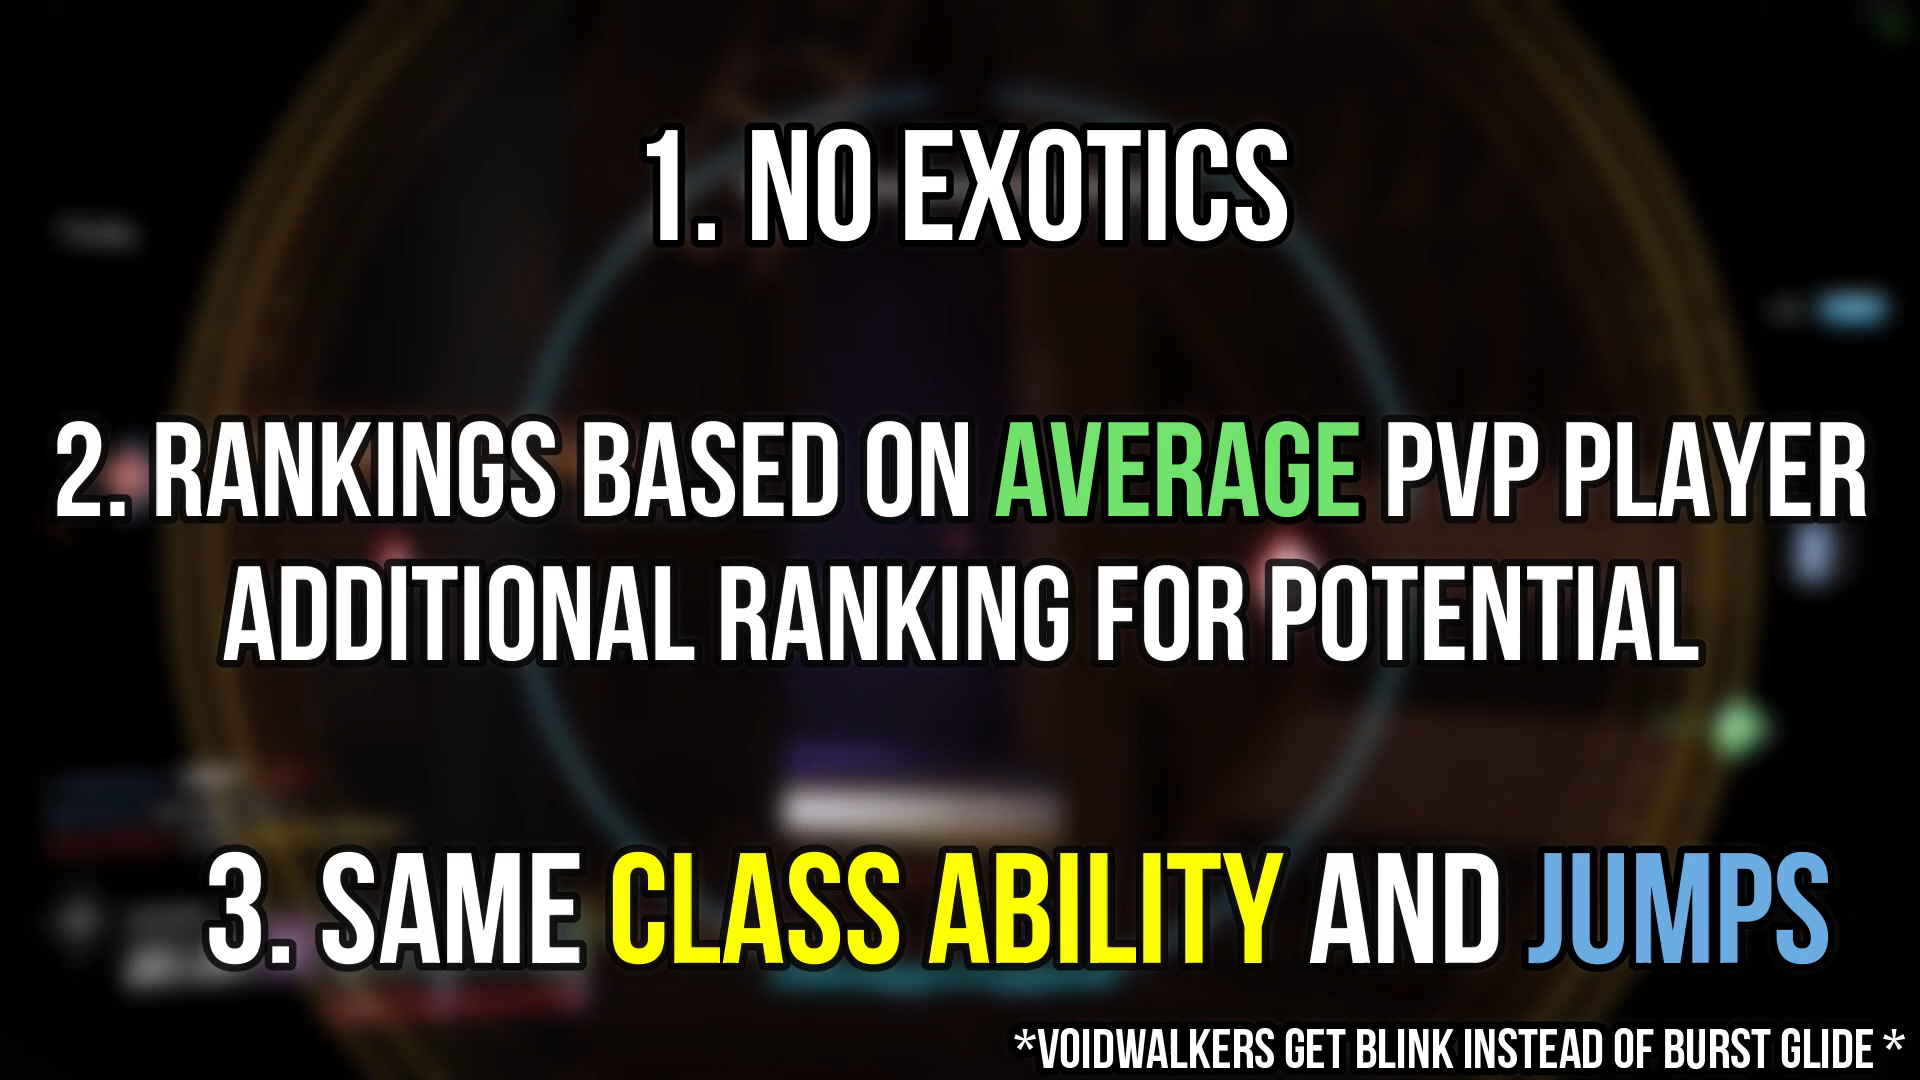 1. NO EXOTICS
2. RANKINGS BASED ON AVERAGE PVP PLAYER
ADDITIONAL RANKING FOR POTENTIAL
3. SAME CLASS ABILITY AND JUMPS
*VOIDWALKERS GET BLINK INSTEAD OF BURST GLIDE *